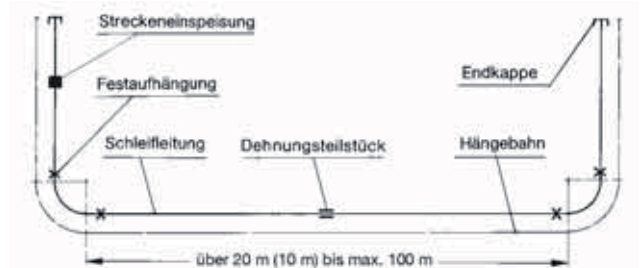 Streckeneinspeisung
Festaufhängung
Endkappe
Schleifleitung
Dehnungsteilstück
Hängebahn
über 20 m (10 m) bis max. 100 m